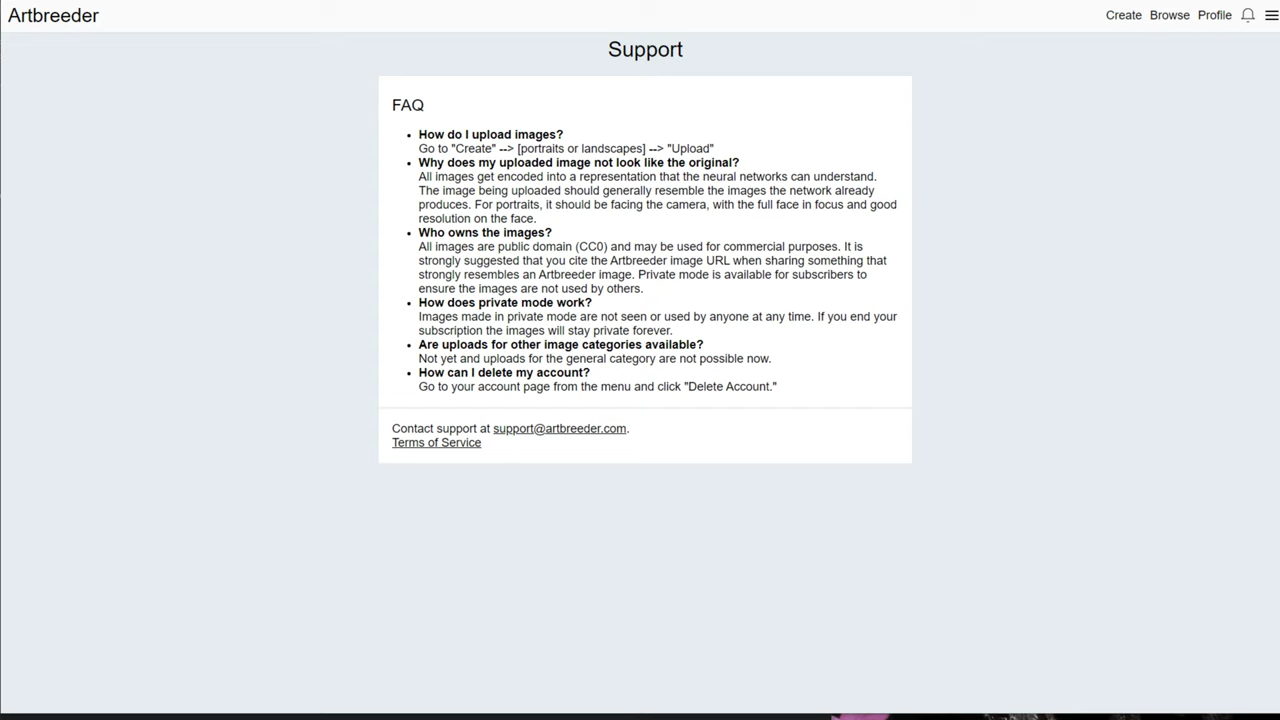 Artbreeder
Create Browse Profile
Support
FAQ
• How do I upload images?
Go to "Create" --> [portraits or landscapes] --> "Upload"
• Why does my uploaded image not look like the original?
All images get encoded into a representation that the neural networks can understand.
The image being uploaded should generally resemble the images the network already
produces. For portraits, it should be facing the camera, with the full face in focus and good
resolution on the face.
• Who owns the images?
All images are public domain (CC0) and may be used for commercial purposes. It is
strongly suggested that you cite the Artbreeder image URL when sharing something that
strongly resembles an Artbreeder image. Private mode is available for subscribers to
ensure the images are not used by others.
• How does private mode work?
Images made in private mode are not seen or used by anyone at any time. If you end your
subscription the images will stay private forever.
• Are uploads for other image categories available?
Not yet and uploads for the general category are not possible now.
• How can I delete my account?
Go to your account page from the menu and click "Delete Account."
Contact support at support@artbreeder.com.
Terms of Service